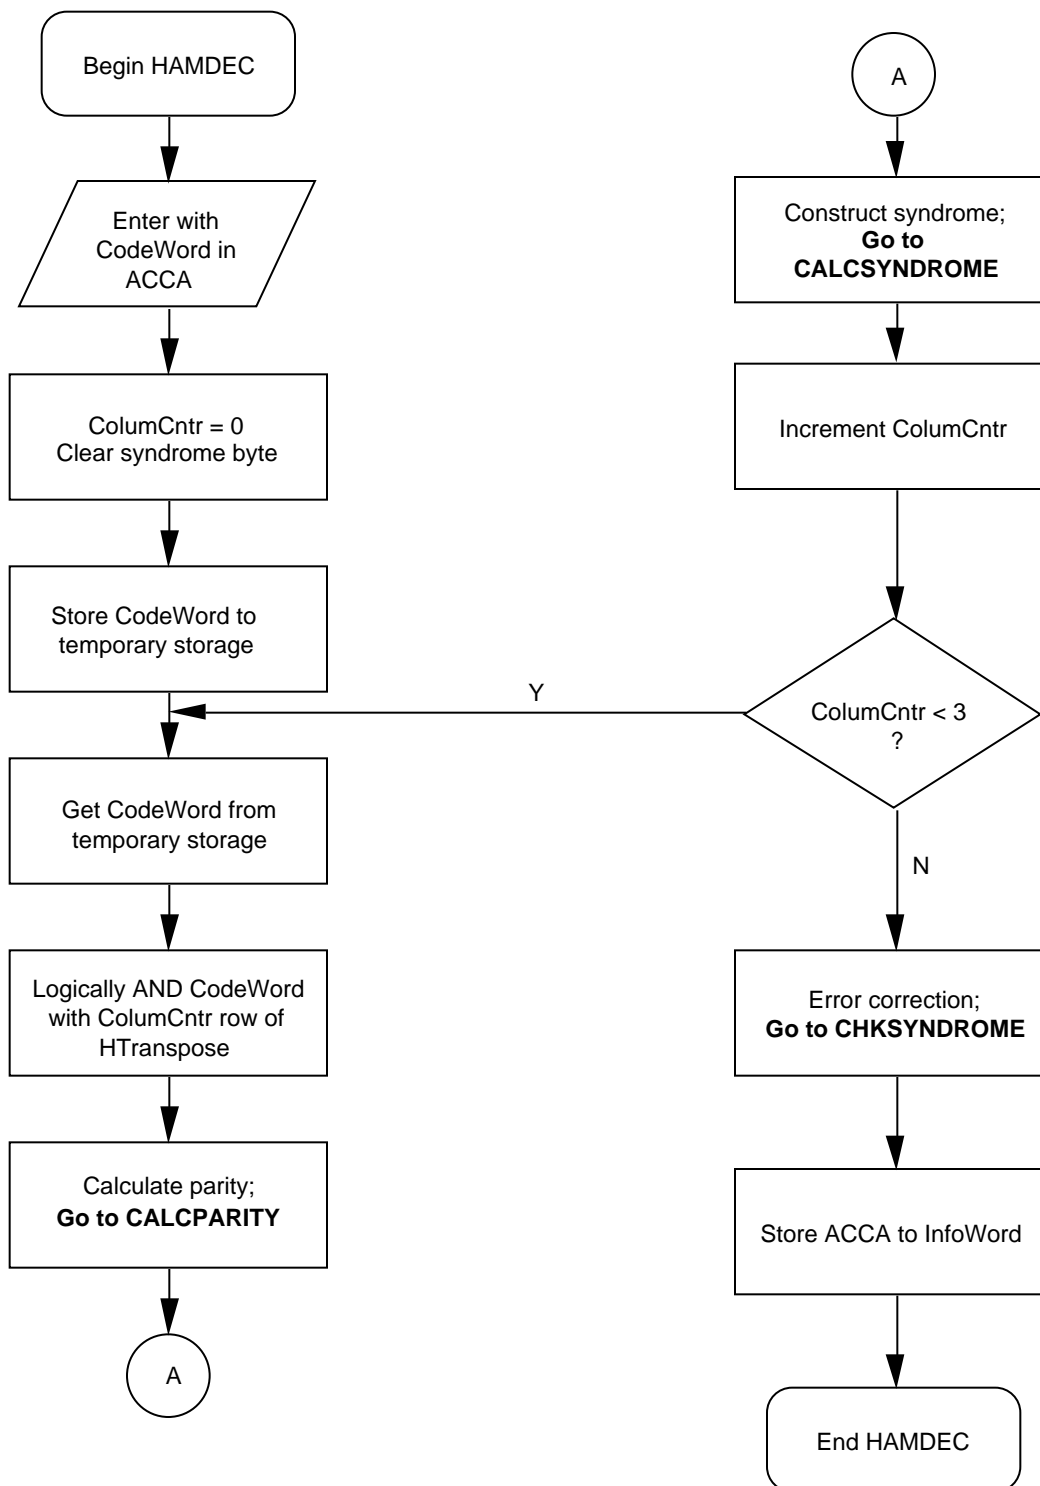 Begin HAMDEC
Enter with
CodeWord in
ACCA
ColumCntr = 0
Clear syndrome byte
Store CodeWord to
temporary storage
Get CodeWord from
temporary storage
Logically AND CodeWord
with ColumCntr row of
HTranspose
Calculate parity;
Go to CALCPARITY
A
A
Construct syndrome;
Go to
CALCSYNDROME
Increment ColumCntr
ColumCntr < 3
?
Y
N
Error correction;
Go to CHKSYNDROME
Store ACCA to InfoWord
End HAMDEC